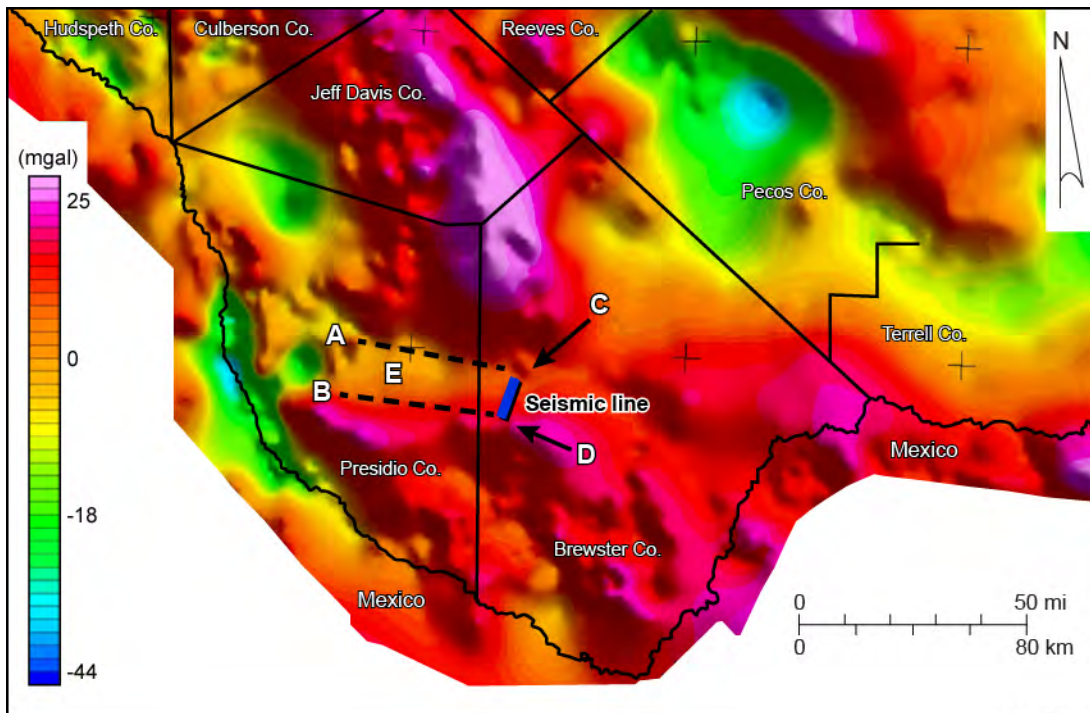 Hudspeth Co.
Culberson Co.
Reeves Co.
N
Jeff Davis Co.
(mgal)
25
Pecos Co.
C
A
Terrell Co.
0
E
B
Seismic line
D
Mexico
Presidio Co.
-18
Brewster Co.
Mexico
0
50 mi
0
80 km
-44